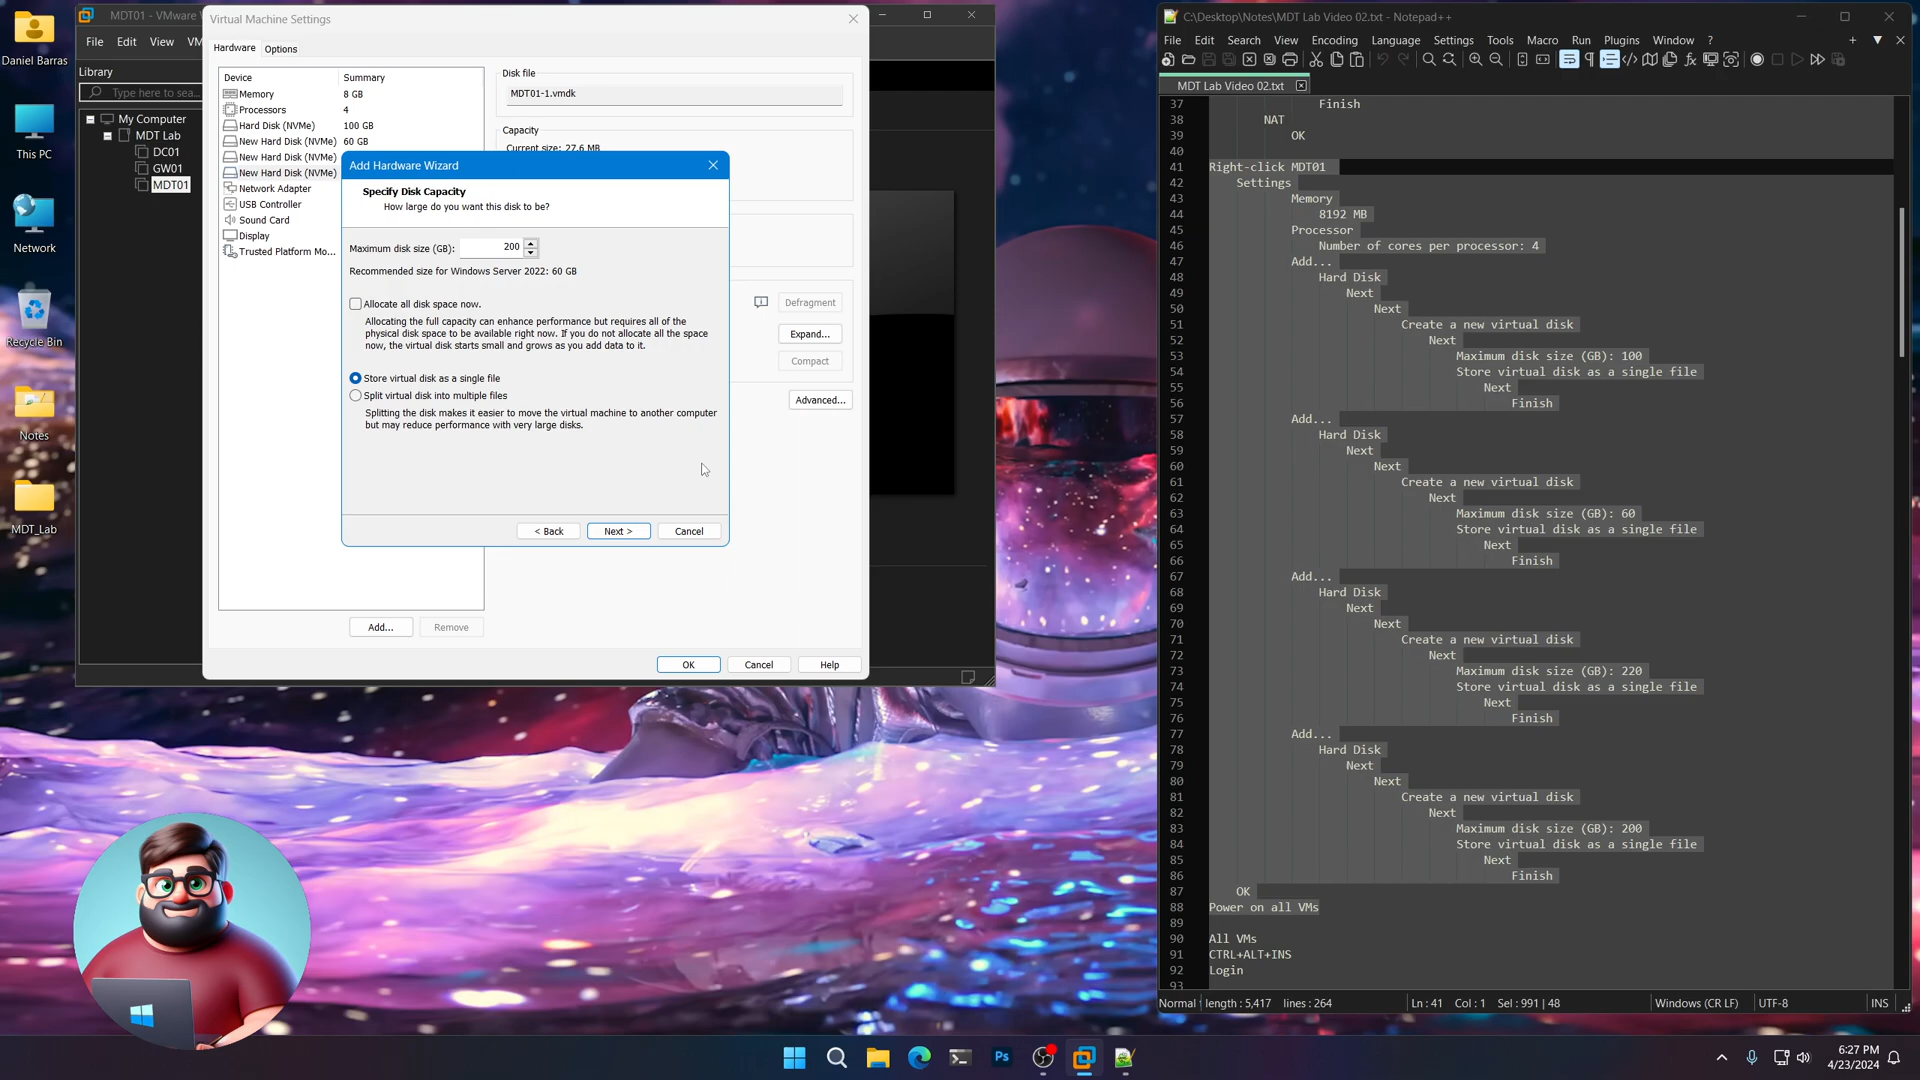 Daniel Barras
This PC
Network
Recycle Bin
Notes
MDT_Lab
MDT01 - VMware W
File Edit View VM
Library
Type here to sea...
My Computer
MDT Lab
DC01
GW01
MDT01
Virtual Machine Settings
Hardware Options
Device Summary
Memory 8 GB
Processors 4
Hard Disk (NVMe) 100 GB
New Hard Disk (NVMe) 60 GB
New Hard Disk (NVMe)
New Hard Disk (NVMe)
Network Adapter
USB Controller
Sound Card
Display
Trusted Platform Mo...
Add... Remove
Disk file
MDT01-1.vmdk
Capacity
Current size: 27.6 MB
Defragment
Expand...
Compact
Advanced...
OK Cancel Help
Add Hardware Wizard
Specify Disk Capacity
How large do you want this disk to be?
Maximum disk size (GB): 200
Recommended size for Windows Server 2022: 60 GB
Allocate all disk space now.
Allocating the full capacity can enhance performance but requires all of the
physical disk space to be available right now. If you do not allocate all the space
now, the virtual disk starts small and grows as you add data to it.
Store virtual disk as a single file
Split virtual disk into multiple files
Splitting the disk makes it easier to move the virtual machine to another computer
but may reduce performance with very large disks.
< Back Next > Cancel
C:\Desktop\Notes\MDT Lab Video 02.txt - Notepad++
File Edit Search View Encoding Language Settings Tools Macro Run Plugins Window ?
MDT Lab Video 02.txt
37 Finish
38 NAT
39 OK
40
41 Right-click MDT01
42 Settings
43 Memory
44 8192 MB
45 Processor
46 Number of cores per processor: 4
47 Add...
48 Hard Disk
49 Next
50 Next
51 Create a new virtual disk
52 Next
53 Maximum disk size (GB): 100
54 Store virtual disk as a single file
55 Next
56 Finish
57 Add...
58 Hard Disk
59 Next
60 Next
61 Create a new virtual disk
62 Next
63 Maximum disk size (GB): 60
64 Store virtual disk as a single file
65 Next
66 Finish
67 Add...
68 Hard Disk
69 Next
70 Next
71 Create a new virtual disk
72 Next
73 Maximum disk size (GB): 220
74 Store virtual disk as a single file
75 Next
76 Finish
77 Add...
78 Hard Disk
79 Next
80 Next
81 Create a new virtual disk
82 Next
83 Maximum disk size (GB): 200
84 Store virtual disk as a single file
85 Next
86 Finish
87 OK
88 Power on all VMs
89
90 All VMs
91 CTRL+ALT+INS
92 Login
93
Normal length : 5,417 lines : 264 Ln : 41 Col : 1 Sel : 991 | 48 Windows (CR LF) UTF-8 INS
Ps
6:27 PM
4/23/2024